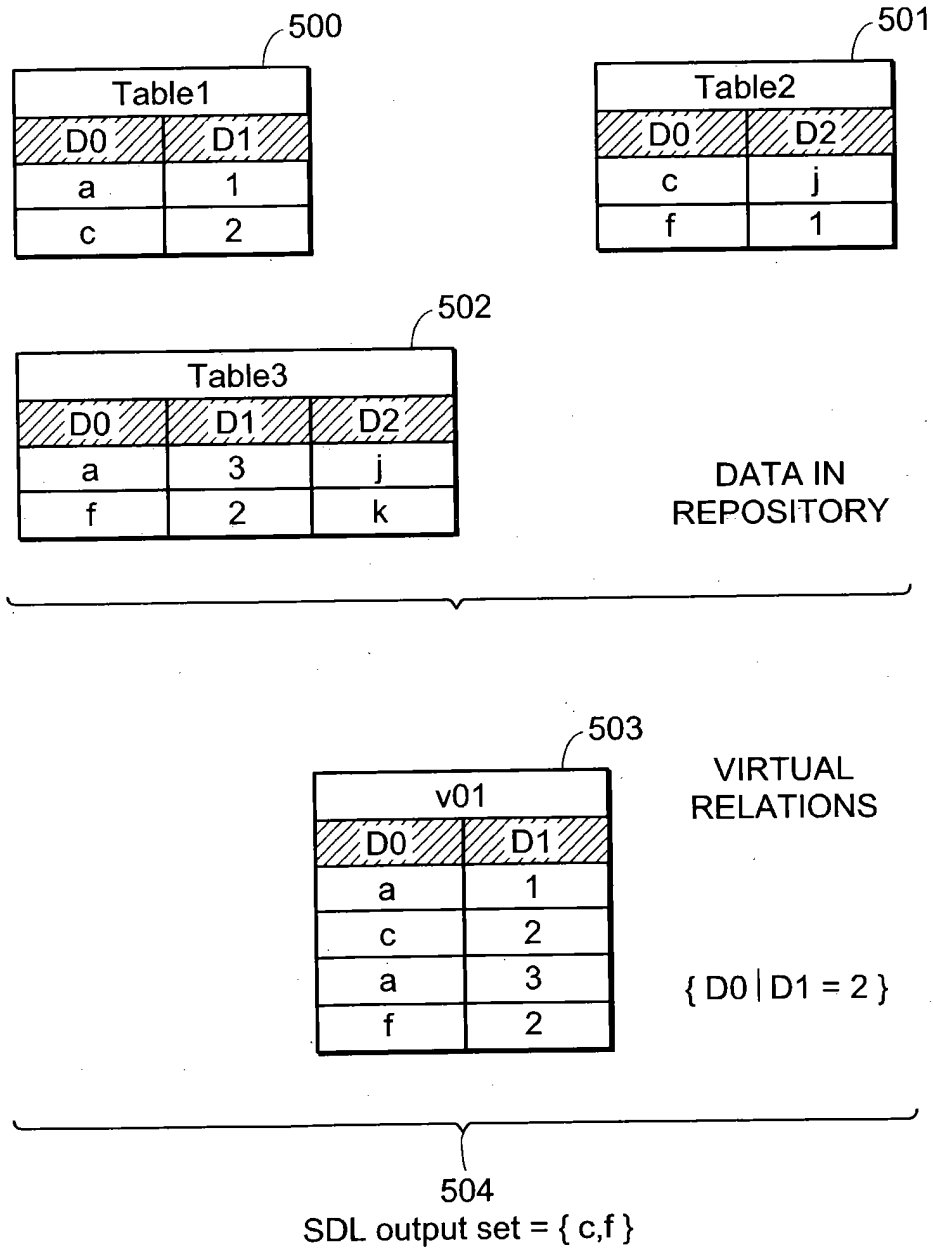 500
501
Table1
D0 D1
a 1
c 2
Table2
D0 D2
c j
f 1
502
Table3
D0 D1 D2
a 3 j
f 2 k
DATA IN
REPOSITORY
503
v01
D0 D1
a 1
c 2
a 3
f 2
VIRTUAL
RELATIONS
{ D0 | D1 = 2 }
504
SDL output set = { c,f }